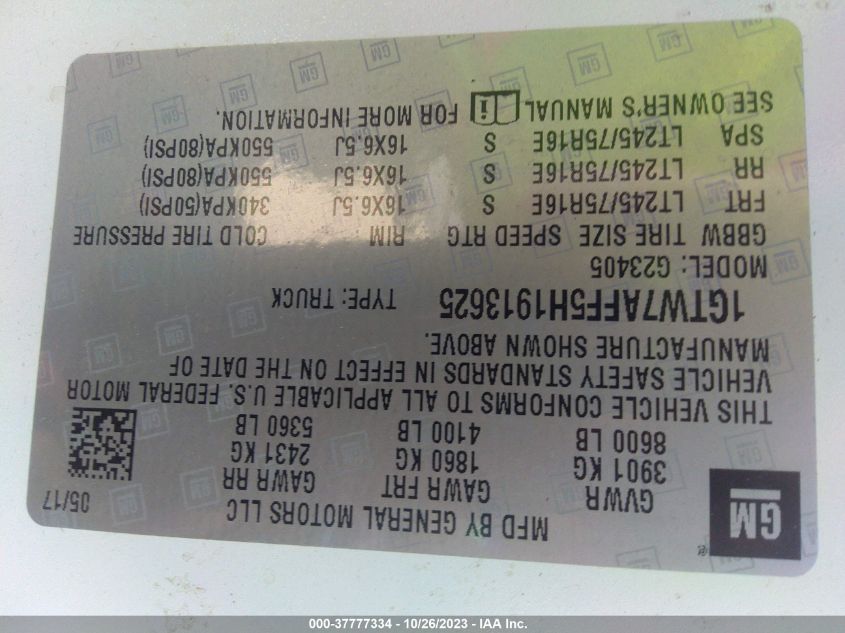 GM
MFD BY GENERAL MOTORS LLC
05/17
GVWR GAWR FRT GAWR RR
3901 KG 1860 KG 2431 KG
8600 LB 4100 LB 5360 LB
THIS VEHICLE CONFORMS TO ALL APPLICABLE U.S. FEDERAL MOTOR
VEHICLE SAFETY STANDARDS IN EFFECT ON THE DATE OF
MANUFACTURE SHOWN ABOVE.
1GTW7AFF5H1913625 TYPE: TRUCK
MODEL: G23405
GBBW TIRE SIZE SPEED RTG RIM COLD TIRE PRESSURE
FRT LT245/75R16E S 16X6.5J 340KPA(50PSI)
RR LT245/75R16E S 16X6.5J 550KPA(80PSI)
SPA LT245/75R16E S 16X6.5J 550KPA(80PSI)
SEE OWNER'S MANUAL FOR MORE INFORMATION.
000-37777334 - 10/26/2023 - IAA Inc.